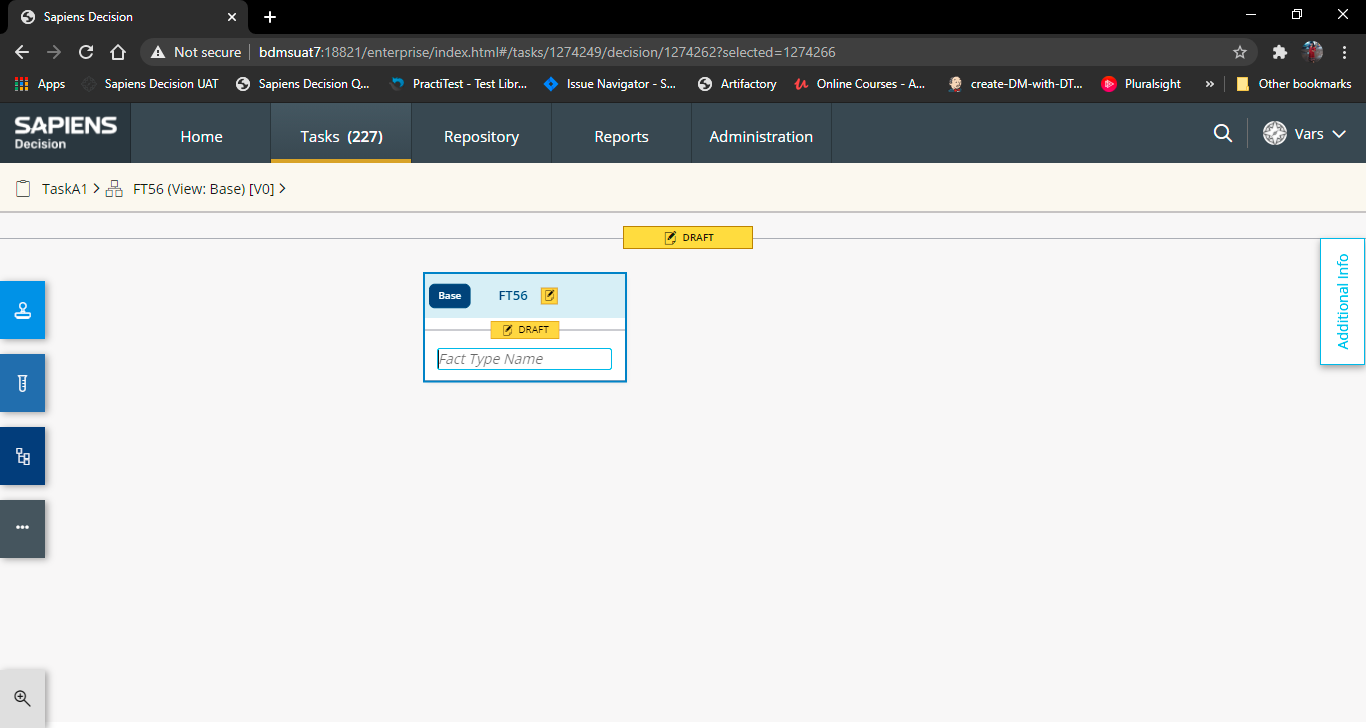 Sapiens Decision
Not secure
bdmsuat7:18821/enterprise/index.html#/tasks/1274249/decision/1274262?selected=1274266
Apps
Sapiens Decision UAT
Sapiens Decision Q...
PractiTest - Test Libr...
Issue Navigator - S...
Artifactory
Online Courses - A...
create-DM-with-DT...
Pluralsight
»
Other bookmarks
SAPIENS
Decision
Home
Tasks (227)
Repository
Reports
Administration
Vars
TaskA1 > FT56 (View: Base) [V0] >
DRAFT
Additional Info
Base FT56
DRAFT
Fact Type Name